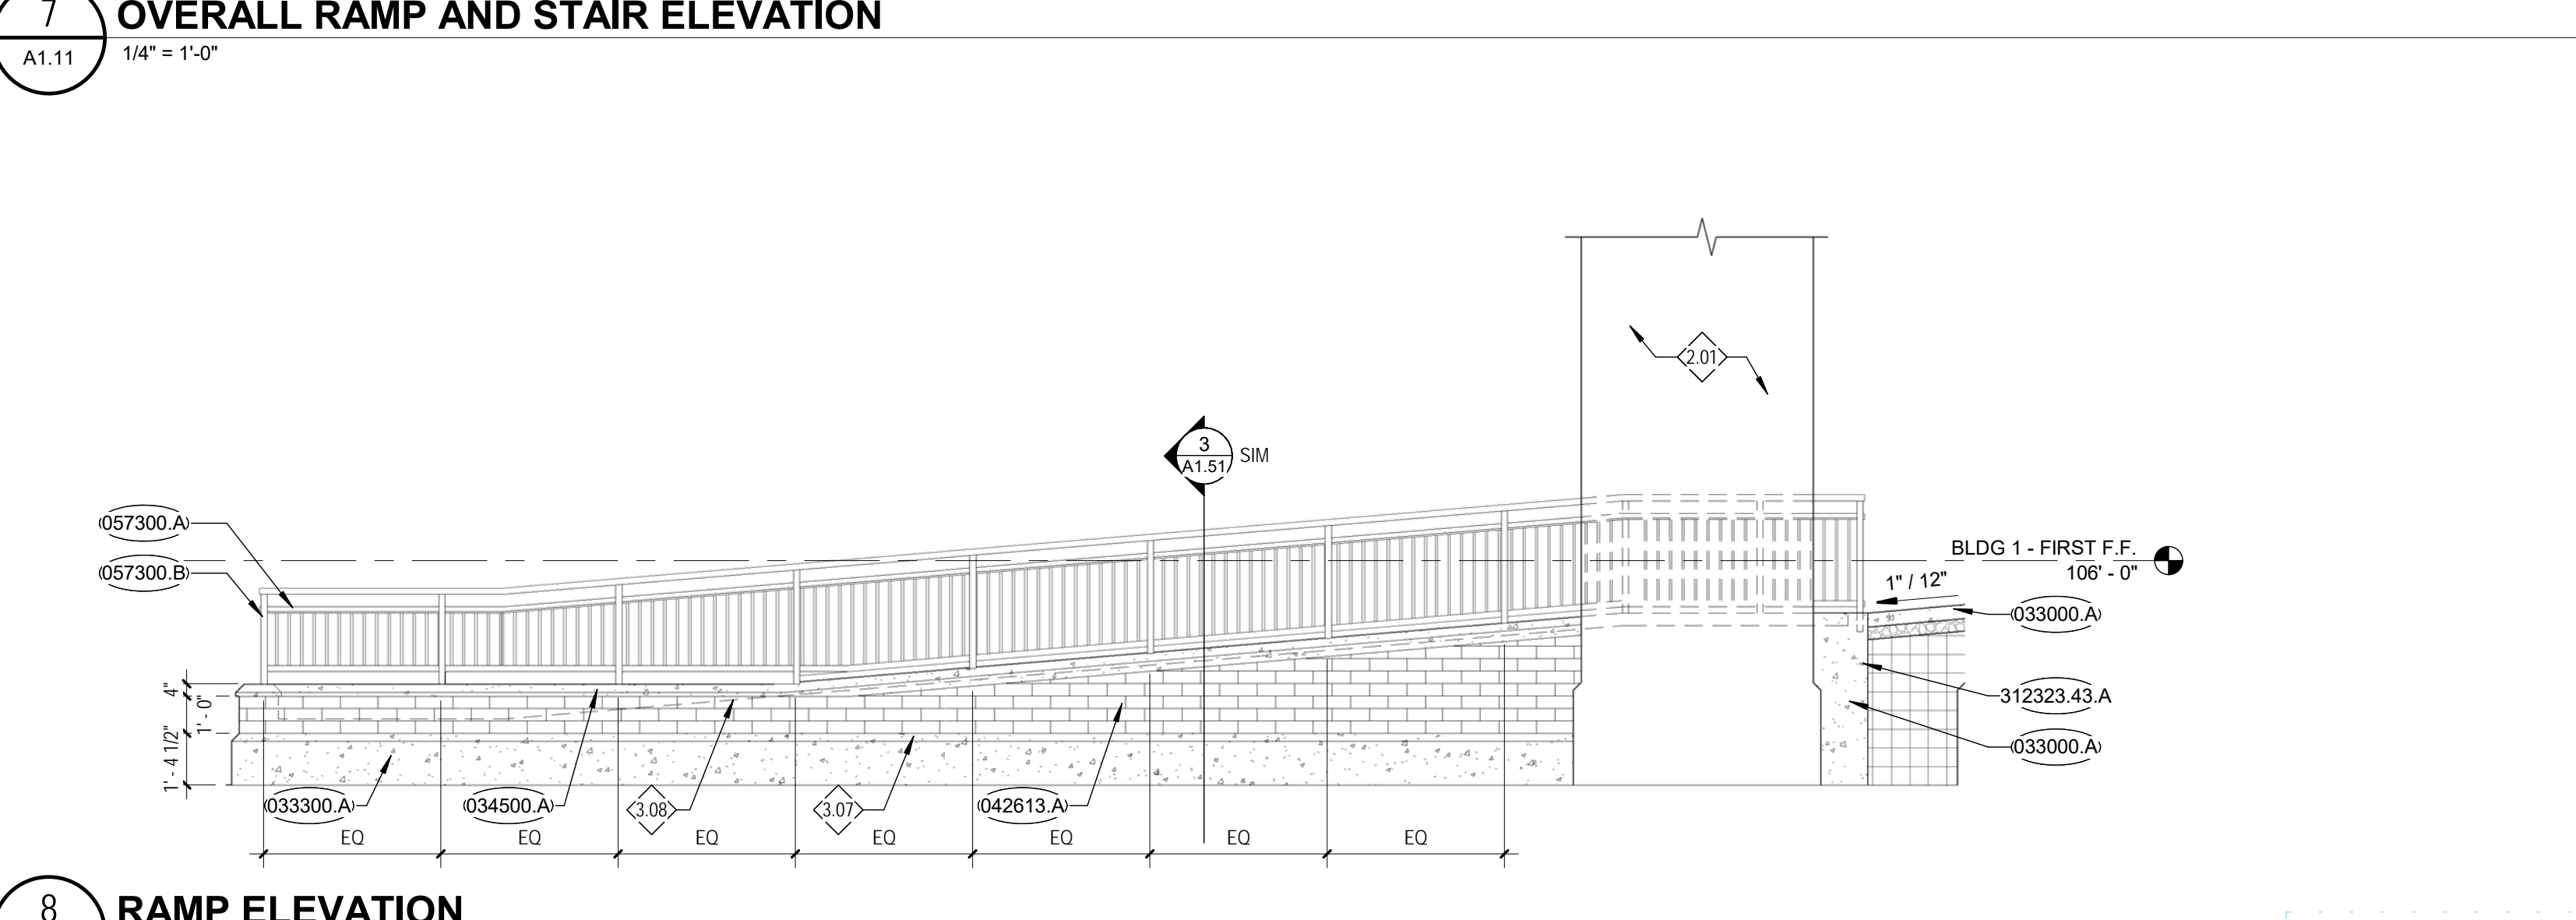 7
OVERALL RAMP AND STAIR ELEVATION
A1.11
1/4" = 1'-0"
2.01
3
A1.51
SIM
057300.A
057300.B
BLDG 1 - FIRST F.F.
106' - 0"
1" / 12"
033000.A
4"
1' - 0"
1' - 4 1/2"
312323.43.A
033000.A
033300.A
034500.A
3.08
3.07
042613.A
EQ EQ EQ EQ EQ EQ EQ
8
RAMP ELEVATION